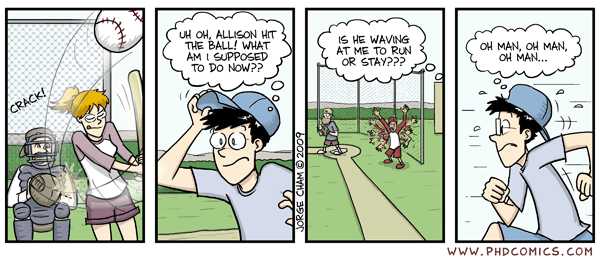 CRACK!
UH OH, ALLISON HIT
THE BALL! WHAT
AM I SUPPOSED
TO DO NOW??
JORGE CHAM © 2009
IS HE WAVING
AT ME TO RUN
OR STAY???
OH MAN, OH MAN,
OH MAN...
WWW.PHDCOMICS.COM